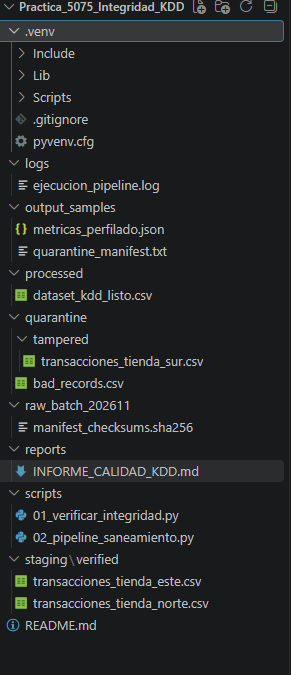 Practica_5075_Integridad_KDD
.venv
Include
Lib
Scripts
.gitignore
pyvenv.cfg
logs
ejecucion_pipeline.log
output_samples
metricas_perfilado.json
quarantine_manifest.txt
processed
dataset_kdd_listo.csv
quarantine
tampered
transacciones_tienda_sur.csv
bad_records.csv
raw_batch_202611
manifest_checksums.sha256
reports
INFORME_CALIDAD_KDD.md
scripts
01_verificar_integridad.py
02_pipeline_saneamiento.py
staging\verified
transacciones_tienda_este.csv
transacciones_tienda_norte.csv
README.md